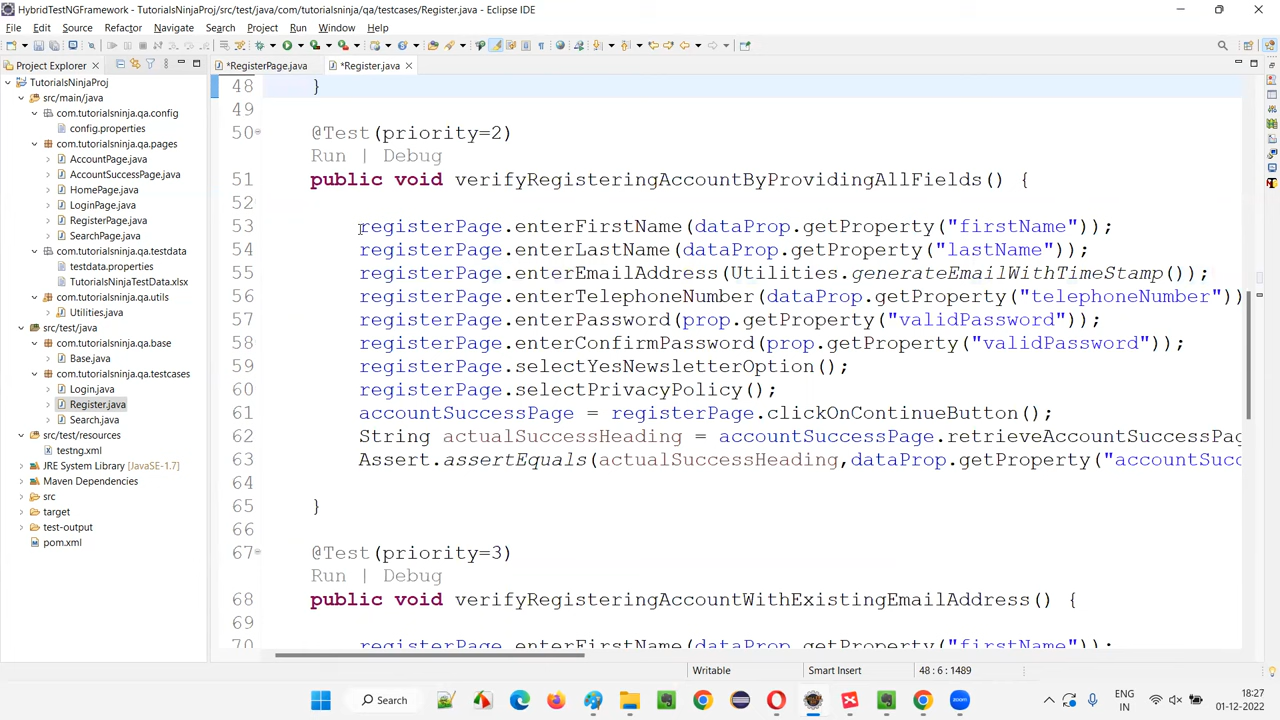 HybridTestNGFramework - TutorialsNinjaProj/src/test/java/com/tutorialsninja/qa/testcases/Register.java - Eclipse IDE
File Edit Source Refactor Navigate Search Project Run Window Help
Project Explorer
*RegisterPage.java
*Register.java
TutorialsNinjaProj
src/main/java
com.tutorialsninja.qa.config
config.properties
com.tutorialsninja.qa.pages
AccountPage.java
AccountSuccessPage.java
HomePage.java
LoginPage.java
RegisterPage.java
SearchPage.java
com.tutorialsninja.qa.testdata
testdata.properties
TutorialsNinjaTestData.xlsx
com.tutorialsninja.qa.utils
Utilities.java
src/test/java
com.tutorialsninja.qa.base
Base.java
com.tutorialsninja.qa.testcases
Login.java
Register.java
Search.java
src/test/resources
testng.xml
JRE System Library [JavaSE-1.7]
Maven Dependencies
src
target
test-output
pom.xml
48 }
49
50 @Test(priority=2)
Run | Debug
51 public void verifyRegisteringAccountByProvidingAllFields() {
52
53 registerPage.enterFirstName(dataProp.getProperty("firstName"));
54 registerPage.enterLastName(dataProp.getProperty("lastName"));
55 registerPage.enterEmailAddress(Utilities.generateEmailWithTimeStamp());
56 registerPage.enterTelephoneNumber(dataProp.getProperty("telephoneNumber"))
57 registerPage.enterPassword(prop.getProperty("validPassword"));
58 registerPage.enterConfirmPassword(prop.getProperty("validPassword"));
59 registerPage.selectYesNewsletterOption();
60 registerPage.selectPrivacyPolicy();
61 accountSuccessPage = registerPage.clickOnContinueButton();
62 String actualSuccessHeading = accountSuccessPage.retrieveAccountSuccessPag
63 Assert.assertEquals(actualSuccessHeading,dataProp.getProperty("accountSucc
64
65 }
66
67 @Test(priority=3)
Run | Debug
68 public void verifyRegisteringAccountWithExistingEmailAddress() {
69
70 registerPage.enterFirstName(dataProp.getProperty("firstName"));
Writable Smart Insert 48 : 6 : 1489
Search
ENG
IN
18:27
01-12-2022